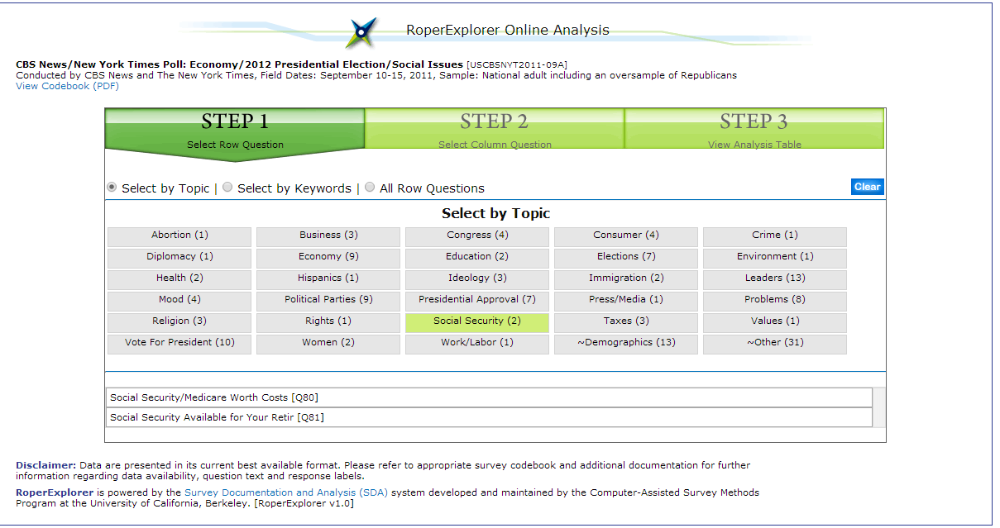 RoperExplorer Online Analysis
CBS News/New York Times Poll: Economy/2012 Presidential Election/Social Issues [USCBSNYT2011-09A]
Conducted by CBS News and The New York Times, Field Dates: September 10-15, 2011, Sample: National adult including an oversample of Republicans
View Codebook (PDF)
STEP 1 STEP 2 STEP 3
Select Row Question Select Column Question View Analysis Table
Select by Topic | Select by Keywords | All Row Questions Clear
Select by Topic
Abortion (1) Business (3) Congress (4) Consumer (4) Crime (1)
Diplomacy (1) Economy (9) Education (2) Elections (7) Environment (1)
Health (2) Hispanics (1) Ideology (3) Immigration (2) Leaders (13)
Mood (4) Political Parties (9) Presidential Approval (7) Press/Media (1) Problems (8)
Religion (3) Rights (1) Social Security (2) Taxes (3) Values (1)
Vote For President (10) Women (2) Work/Labor (1) ~Demographics (13) ~Other (31)
Social Security/Medicare Worth Costs [Q80]
Social Security Available for Your Retir [Q81]
Disclaimer: Data are presented in its current best available format. Please refer to appropriate survey codebook and additional documentation for further
information regarding data availability, question text and response labels.
RoperExplorer is powered by the Survey Documentation and Analysis (SDA) system developed and maintained by the Computer-Assisted Survey Methods
Program at the University of California, Berkeley. [RoperExplorer v1.0]